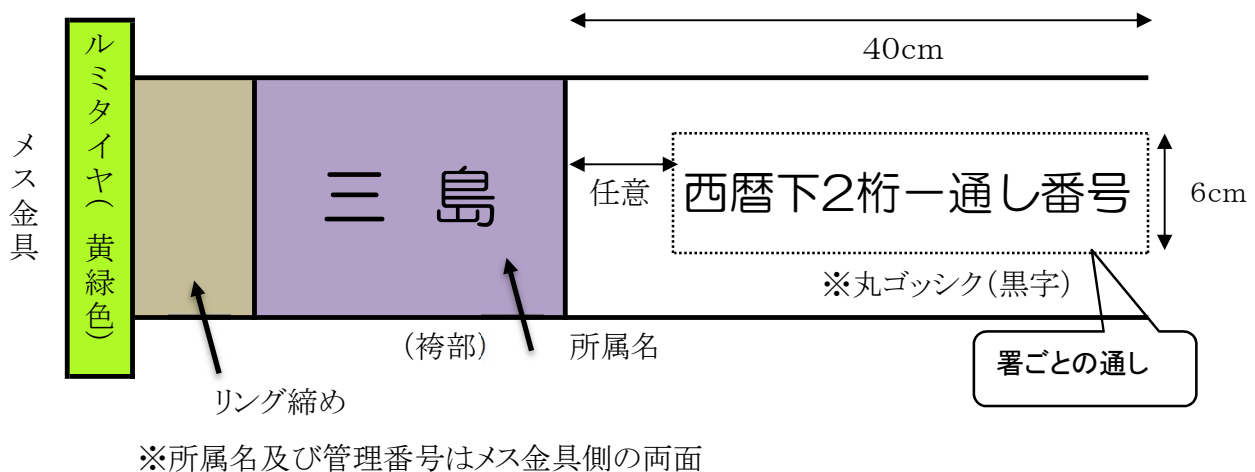 40cm
メス金具
ルミタイヤ(黄緑色)
三 島
任意
西暦下2桁ー通し番号
6cm
※丸ゴッシク(黒字)
(袴部)
所属名
署ごとの通し
リング締め
※所属名及び管理番号はメス金具側の両面